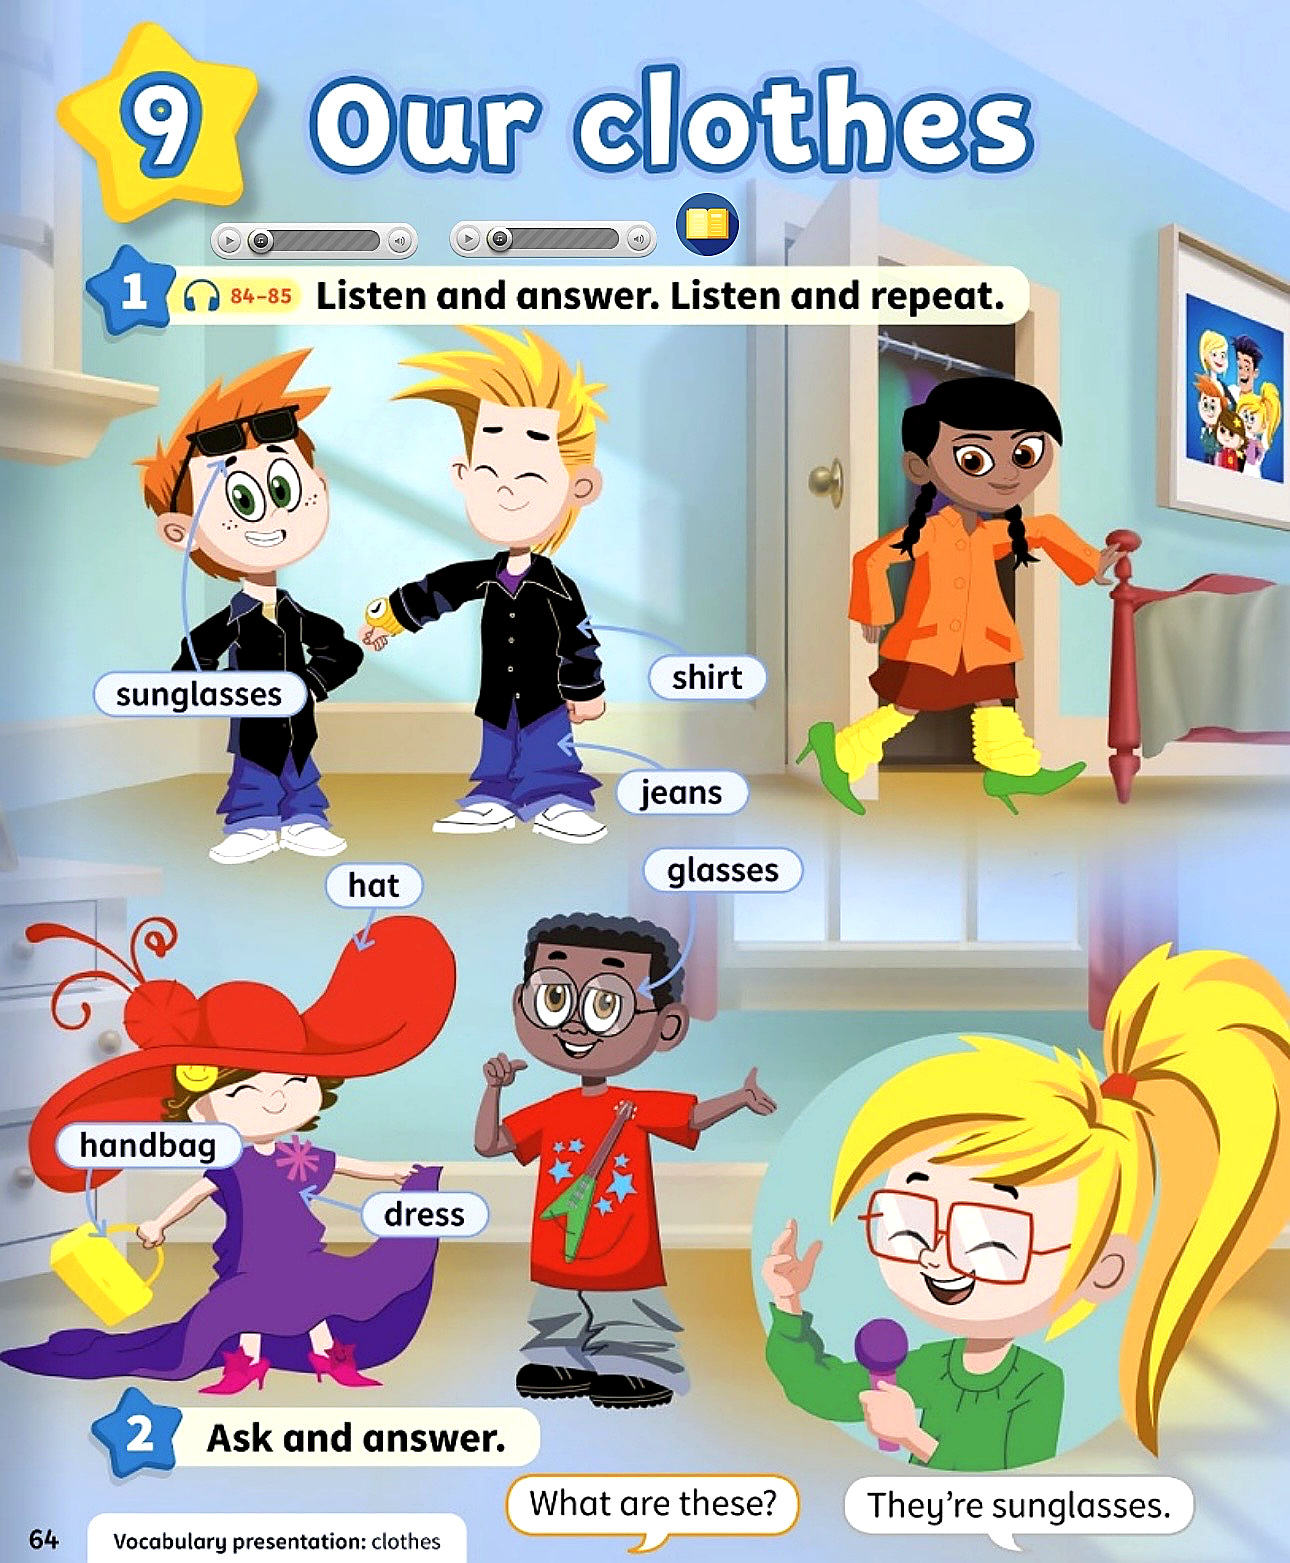 9 Our clothes
1 84–85 Listen and answer. Listen and repeat.
sunglasses
shirt
jeans
hat
glasses
handbag
dress
2 Ask and answer.
What are these?
They're sunglasses.
64 Vocabulary presentation: clothes